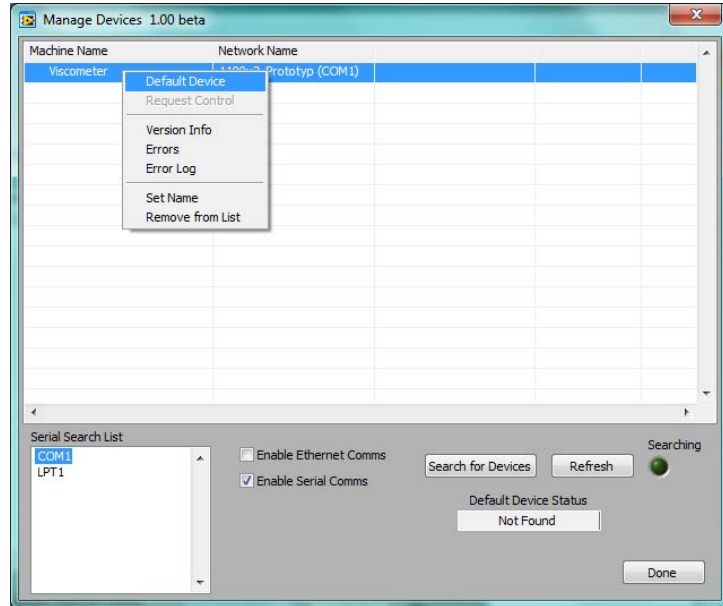 Manage Devices 1.00 beta
Machine Name Network Name
Viscometer Prototyp (COM1)
Default Device
Request Control
Version Info
Errors
Error Log
Set Name
Remove from List
Serial Search List
COM1
LPT1
Enable Ethernet Comms
Enable Serial Comms
Search for Devices Refresh Searching
Default Device Status
Not Found
Done